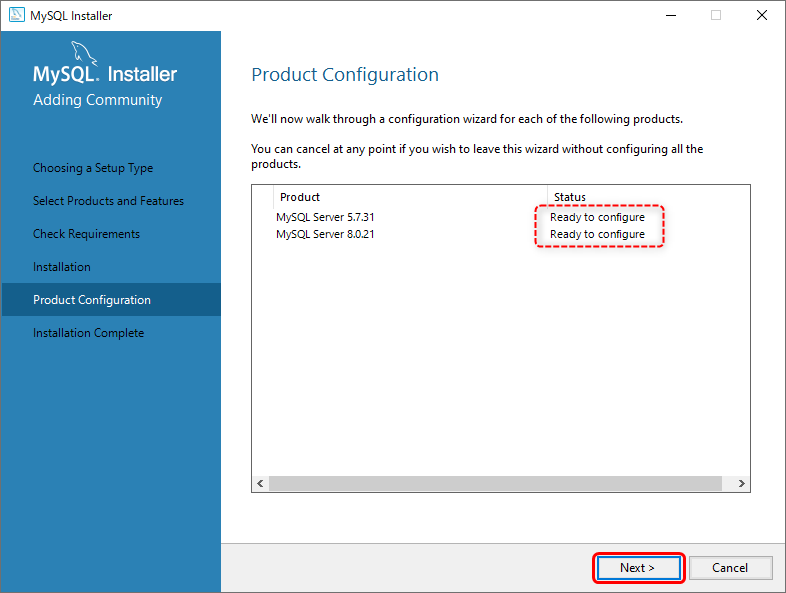 MySQL Installer
MySQL. Installer
Adding Community
Choosing a Setup Type
Select Products and Features
Check Requirements
Installation
Product Configuration
Installation Complete
Product Configuration
We'll now walk through a configuration wizard for each of the following products.
You can cancel at any point if you wish to leave this wizard without configuring all the
products.
Product Status
MySQL Server 5.7.31 Ready to configure
MySQL Server 8.0.21 Ready to configure
Next > Cancel